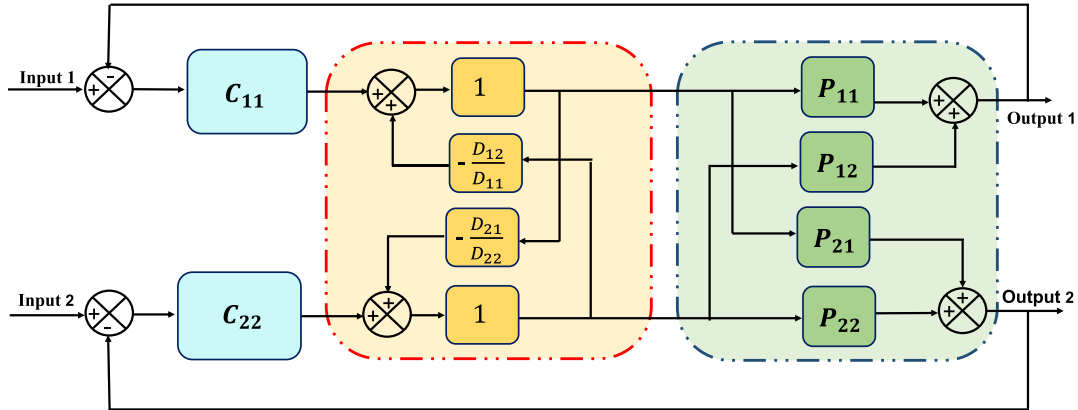 Input 1
-
+
C11
+
+
1
P11
+
+
Output 1
- D12
D11
P12
- D21
D22
P21
Input 2
+
-
C22
+
+
1
P22
+
+
Output 2